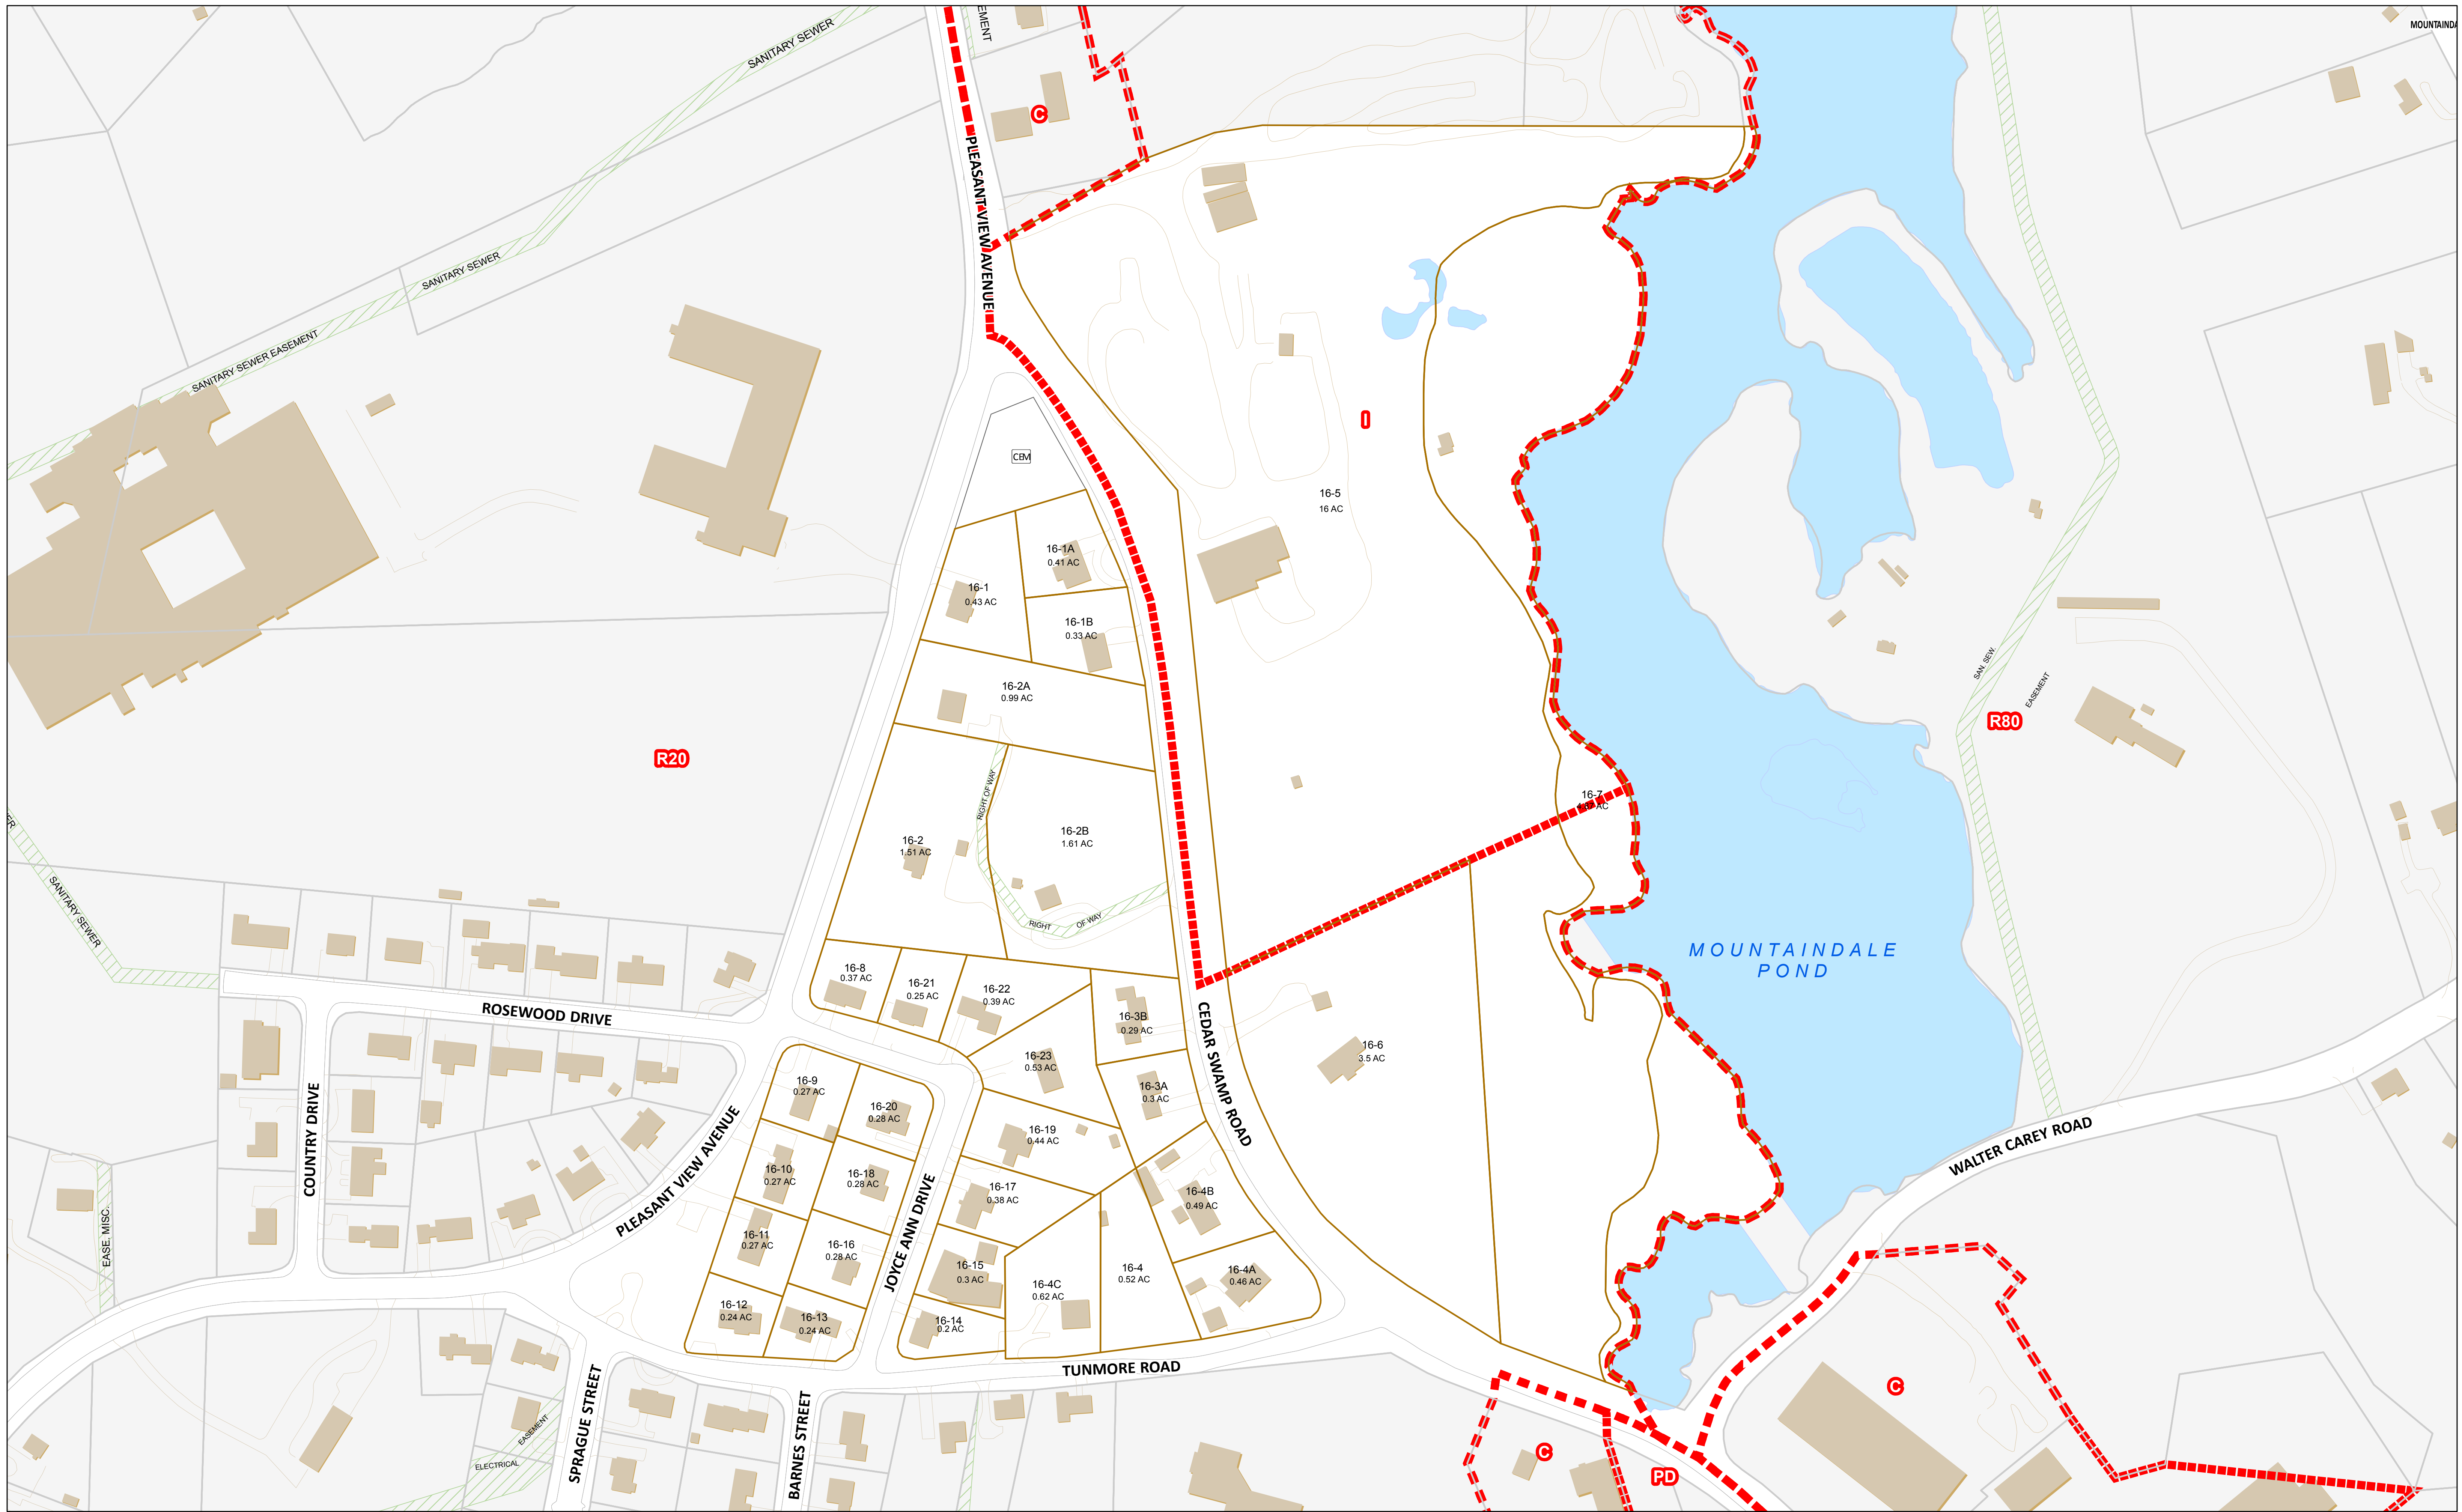 MOUNTAINDA
SANITARY SEWER
EMENT
C
PLEASANT VIEW AVENUE
SANITARY SEWER
SANITARY SEWER EASEMENT
I
CEM
16-5
16 AC
16-1A
0.41 AC
16-1
0.43 AC
16-1B
0.33 AC
16-2A
0.99 AC
SAN. SEW.
EASEMENT
R80
R20
RIGHT OF WAY
16-7
ER
16-2B
1.61 AC
16-2
1.51 AC
SANITARY SEWER
RIGHT
OF WAY
MOUNTAINDALE
POND
16-8
0.37 AC
16-21
0.25 AC
16-22
0.39 AC
ROSEWOOD DRIVE
16-3B
0.29 AC
CEDAR SWAMP ROAD
16-6
3.5 AC
16-23
0.53 AC
16-9
0.27 AC
16-3A
0.3 AC
16-20
0.28 AC
COUNTRY DRIVE
PLEASANT VIEW AVENUE
16-19
0.44 AC
WALTER CAREY ROAD
16-10
0.27 AC
16-18
0.28 AC
16-17
0.38 AC
16-4B
0.49 AC
EASE. MISC.
JOYCE ANN DRIVE
16-11
0.27 AC
16-16
0.28 AC
16-15
0.3 AC
16-4
0.52 AC
16-4A
0.46 AC
16-4C
0.62 AC
16-12
0.24 AC
16-13
0.24 AC
16-14
0.2 AC
TUNMORE ROAD
C
SPRAGUE STREET
BARNES STREET
EASEMENT
ELECTRICAL
C
PD